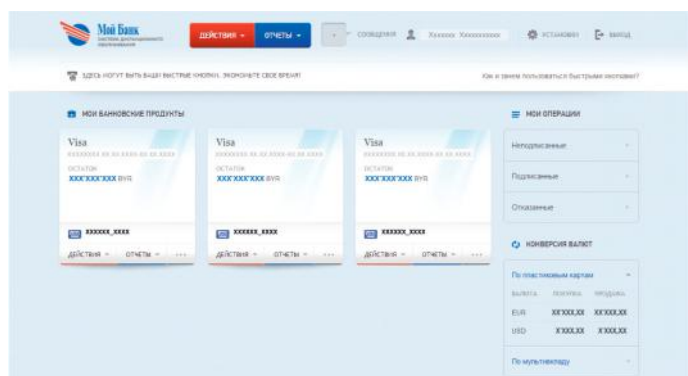 Мой Банк
СИСТЕМА ДИСТАНЦИОННОГО
ОБСЛУЖИВАНИЯ
ДЕЙСТВИЯ ОТЧЕТЫ
СООБЩЕНИЯ Xxxxxx Xxxxxxxxxx УСТАНОВКИ ВЫХОД
ЗДЕСЬ МОГУТ БЫТЬ ВАШИ БЫСТРЫЕ КНОПКИ. ЭКОНОМЬТЕ СВОЕ ВРЕМЯ!
Как и зачем пользоваться быстрыми кнопками?
МОИ БАНКОВСКИЕ ПРОДУКТЫ
Visa Visa Visa
ОСТАТОК ОСТАТОК ОСТАТОК
XXX'XXX'XXX BYR XXX'XXX'XXX BYR XXX'XXX'XXX BYR
XXXXXX_XXXX XXXXXX_XXXX XXXXXX_XXXX
ДЕЙСТВИЯ ОТЧЕТЫ ... ДЕЙСТВИЯ ОТЧЕТЫ ... ДЕЙСТВИЯ ОТЧЕТЫ ...
МОИ ОПЕРАЦИИ
Неподписанные
Подписанные
Отказанные
КОНВЕРСИЯ ВАЛЮТ
По пластиковым картам
ВАЛЮТА ПОКУПКА ПРОДАЖА
EUR XX'XXX,XX XX'XXX,XX
USD X'XXX,XX X'XXX,XX
По мультивкладу